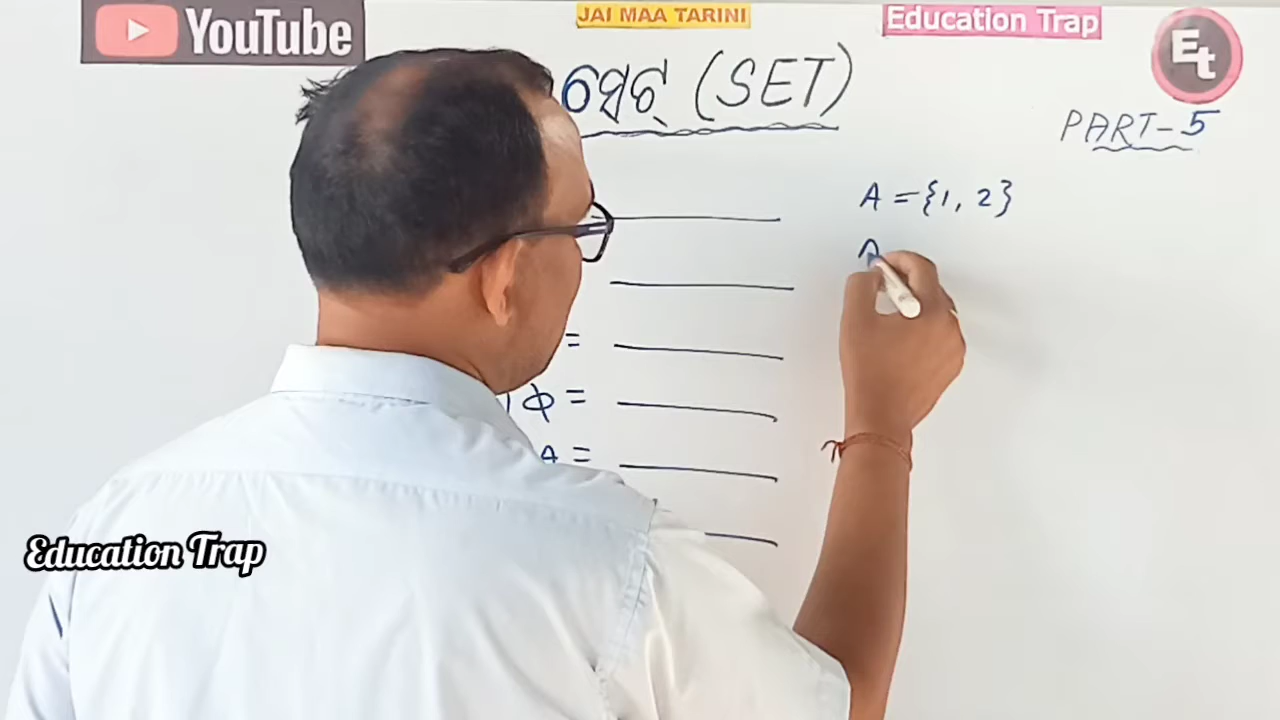 YouTube
JAI MAA TARINI
Education Trap
Et
ସେଟ୍ (SET)
PART-5
A = {1, 2}
A
=
ϕ =
A =
Education Trap